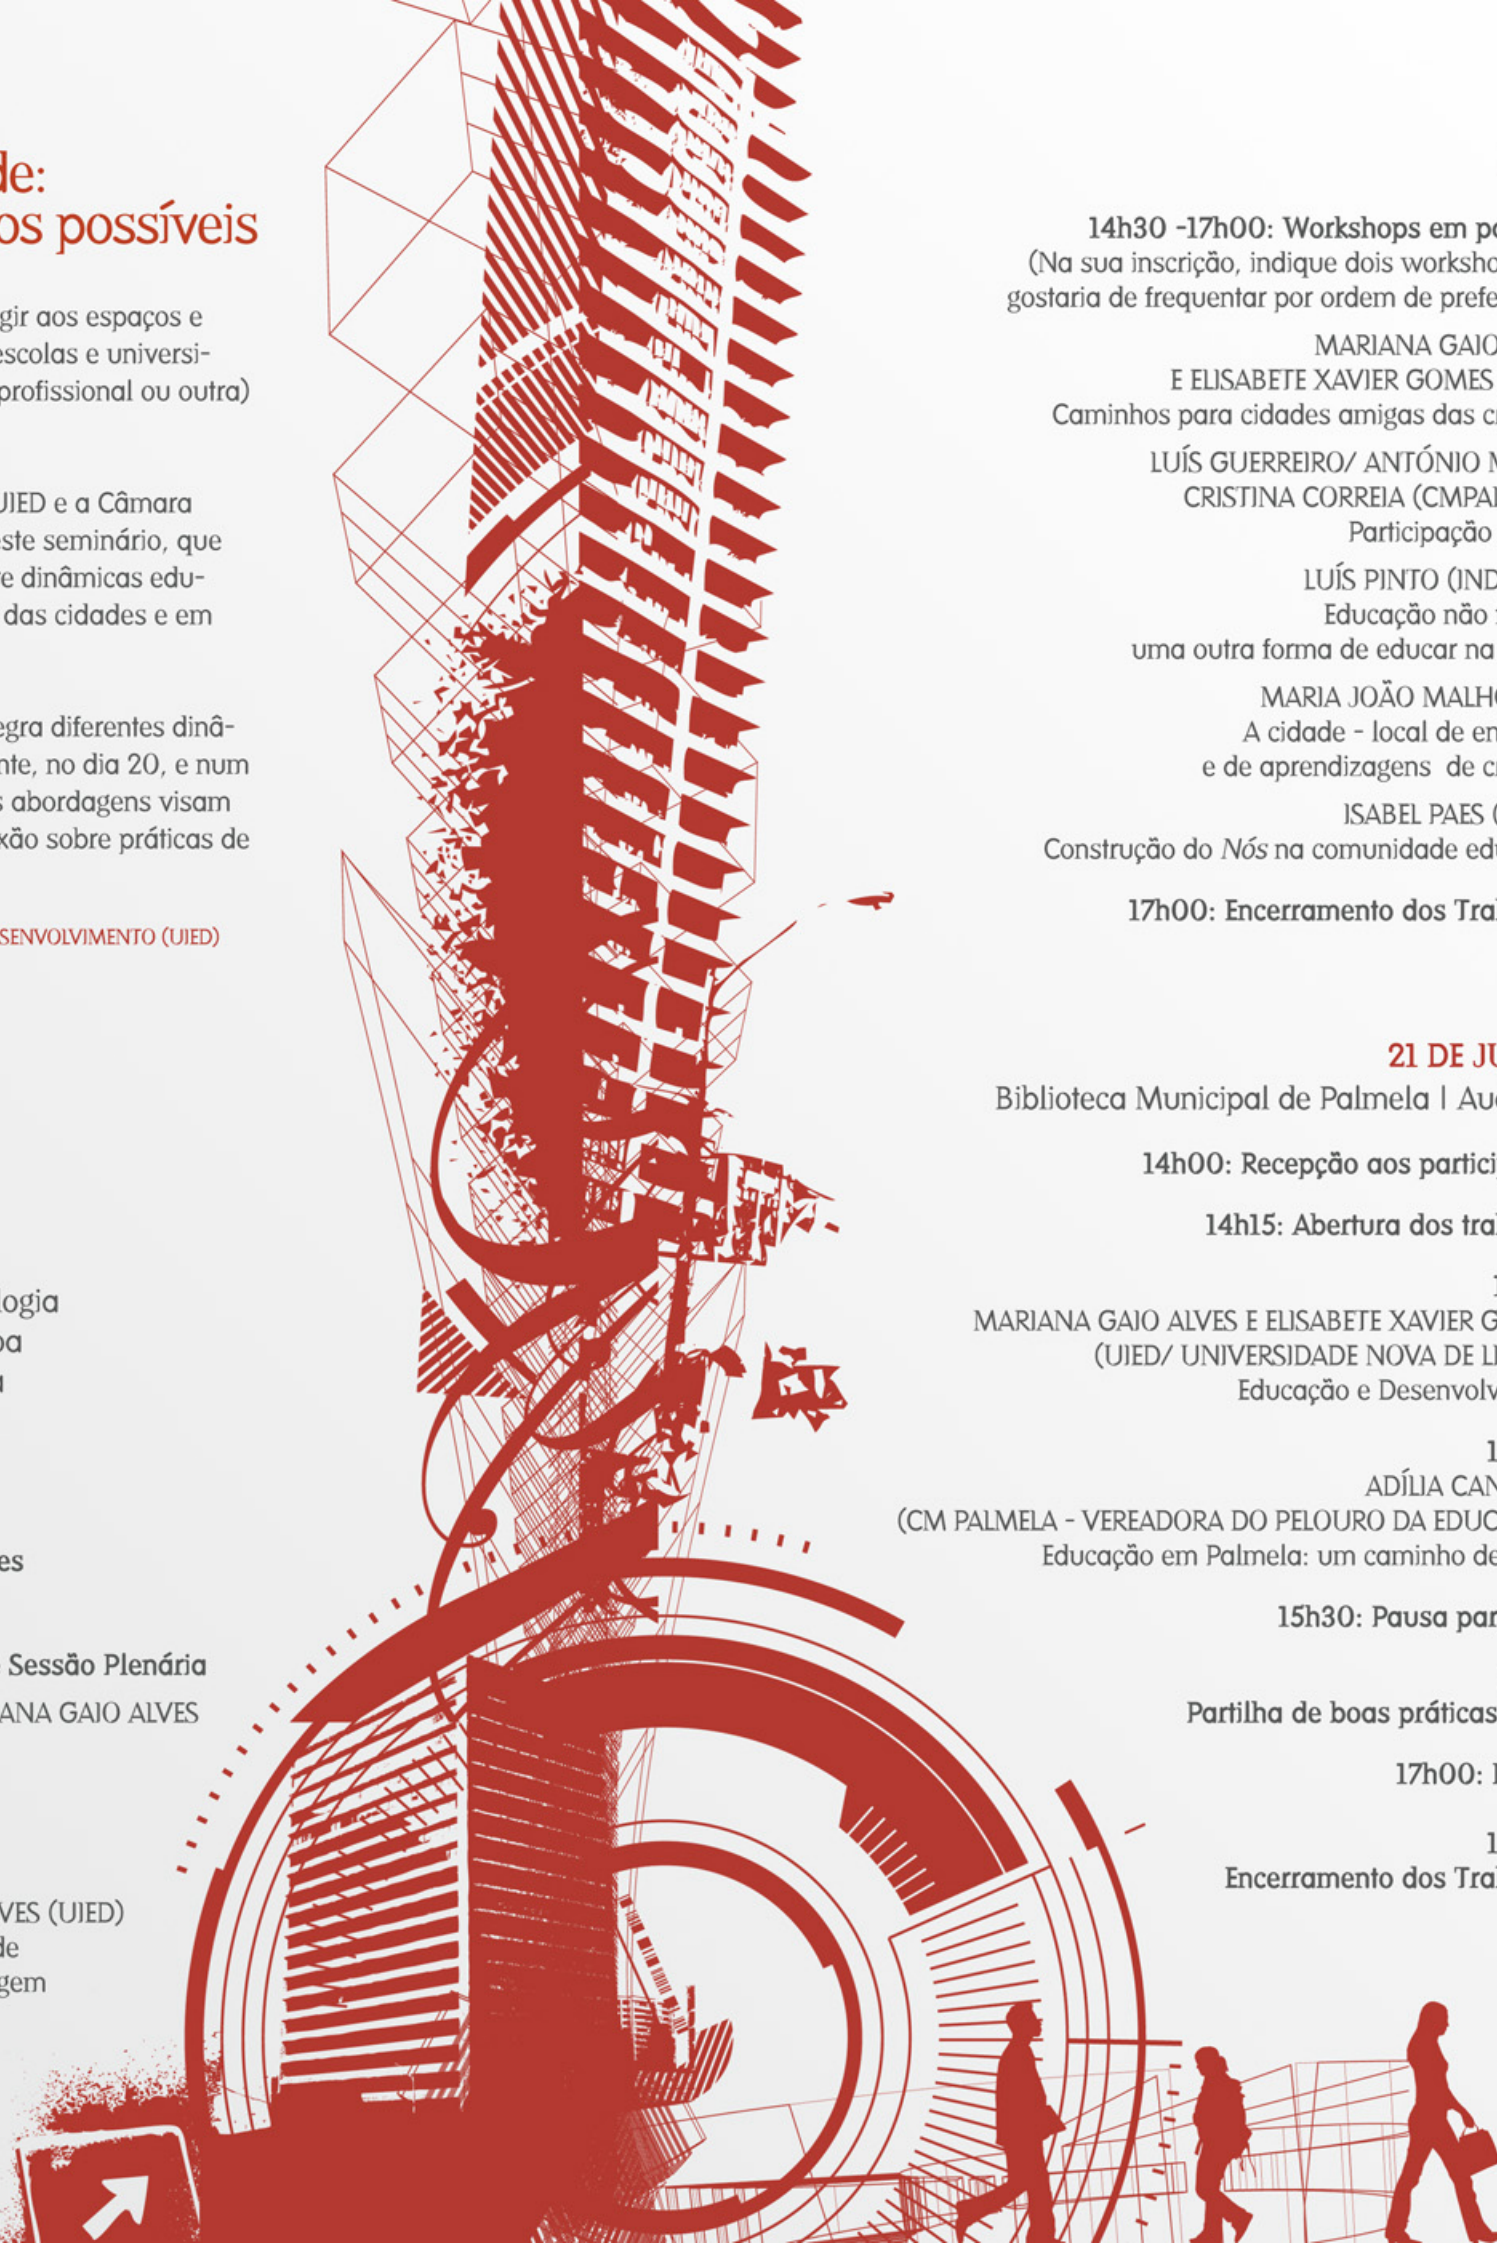 de:
os possíveis
gir aos espaços e
escolas e universi-
profissional ou outra)
UIED e a Câmara
este seminário, que
e dinâmicas edu-
das cidades e em
egra diferentes dinâ-
nte, no dia 20, e num
s abordagens visam
xão sobre práticas de
SENVOLVIMENTO (UIED)
logia
oa
a
es
Sessão Plenária
ANA GAIO ALVES
VES (UIED)
de
gem
14h30 -17h00: Workshops em pa
(Na sua inscrição, indique dois worksho
gostaria de frequentar por ordem de prefe
MARIANA GAIO
E ELISABETE XAVIER GOMES
Caminhos para cidades amigas das c
LUÍS GUERREIRO/ ANTÓNIO M
CRISTINA CORREIA (CMPA
Participação
LUÍS PINTO (IND
Educação não
uma outra forma de educar na
MARIA JOÃO MALH
A cidade - local de en
e de aprendizagens de c
ISABEL PAES (
Construção do Nós na comunidade edu
17h00: Encerramento dos Tra
21 DE JU
Biblioteca Municipal de Palmela | Au
14h00: Recepção aos partici
14h15: Abertura dos tra
1
MARIANA GAIO ALVES E ELISABETE XAVIER G
(UIED/ UNIVERSIDADE NOVA DE LI
Educação e Desenvolv
1
ADÍLIA CAN
(CM PALMELA - VEREADORA DO PELOURO DA EDUC
Educação em Palmela: um caminho de
15h30: Pausa par
Partilha de boas práticas
17h00:
1
Encerramento dos Tra